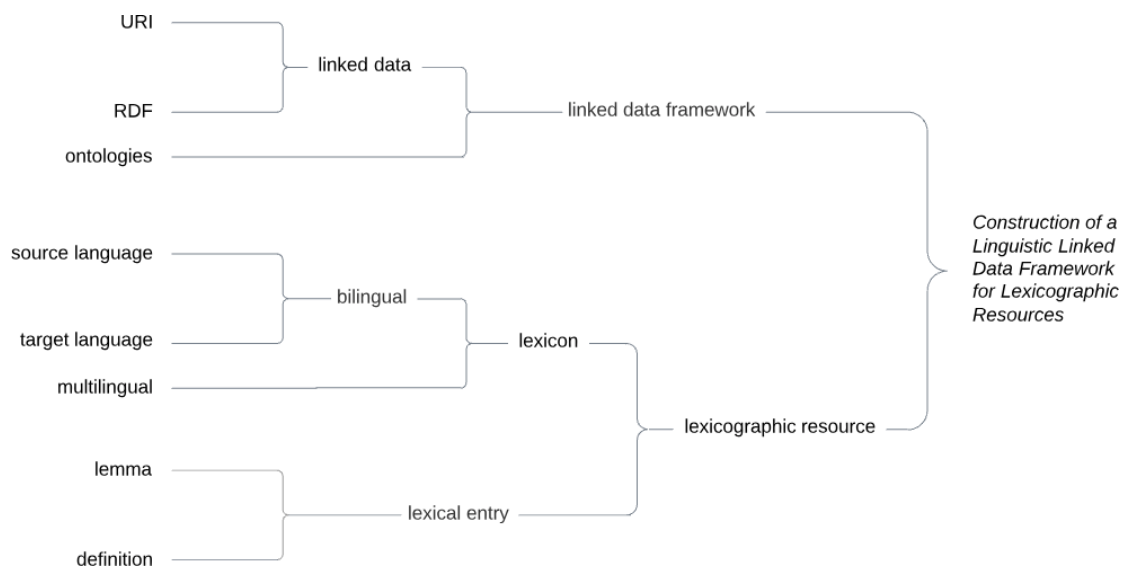 URI
linked data
RDF
linked data framework
ontologies
source language
bilingual
target language
lexicon
multilingual
lexicographic resource
lemma
lexical entry
definition
Construction of a
Linguistic Linked
Data Framework
for Lexicographic
Resources